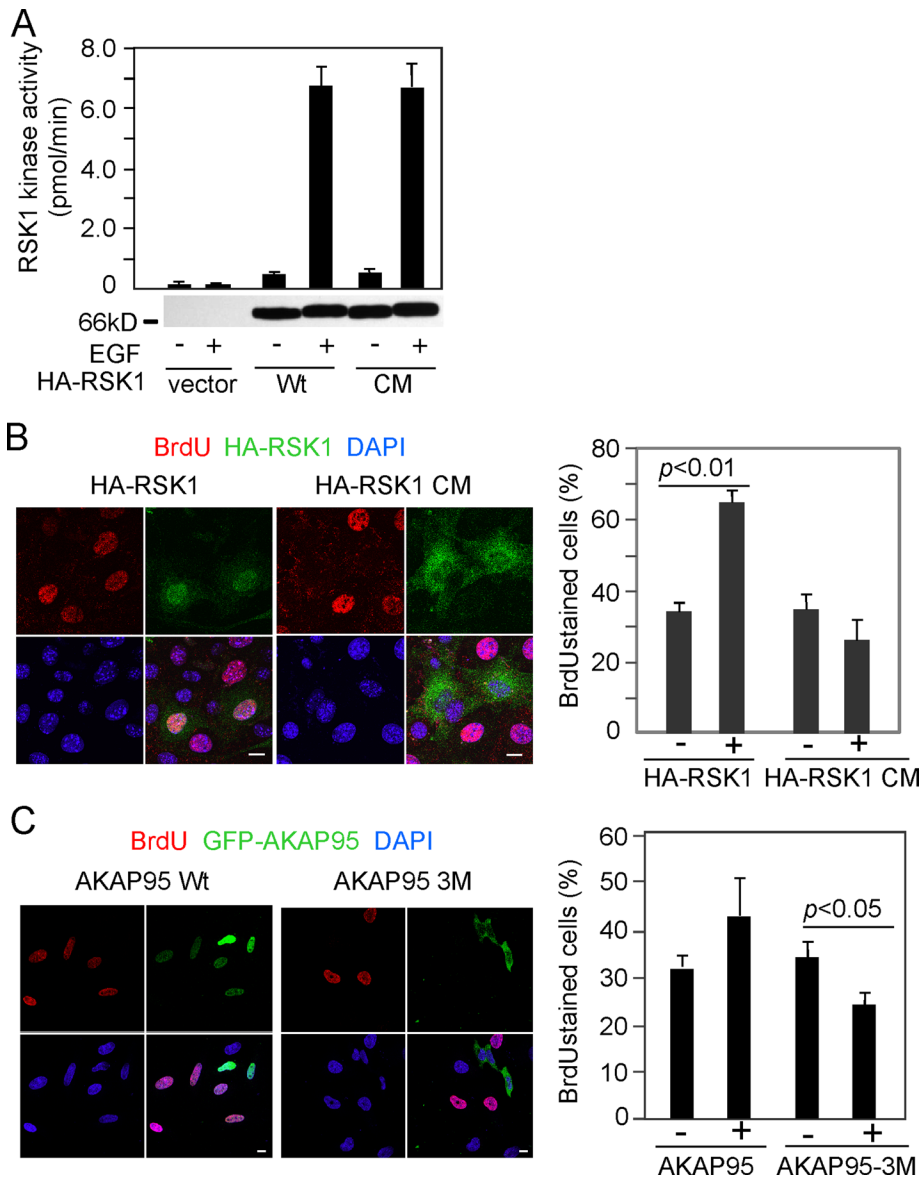 A
RSK1 kinase activity
(pmol/min)
8.0
6.0
4.0
2.0
0
66kD
EGF - + - + - +
HA-RSK1 vector Wt CM
B
BrdU HA-RSK1 DAPI
HA-RSK1 HA-RSK1 CM
BrdUstained cells (%)
80
60
40
20
0
p<0.01
- + - +
HA-RSK1 HA-RSK1 CM
C
BrdU GFP-AKAP95 DAPI
AKAP95 Wt AKAP95 3M
BrdUstained cells (%)
60
50
40
30
20
10
0
p<0.05
- + - +
AKAP95 AKAP95-3M